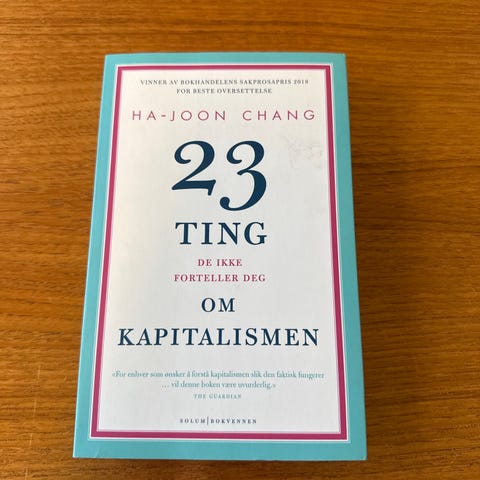 VINNER AV BOKHANDELENS SAKPROSAPRIS 2018
FOR BESTE OVERSETTELSE
HA-JOON CHANG
23
TING
DE IKKE
FORTELLER DEG
OM
KAPITALISMEN
«For enhver som ønsker å forstå kapitalismen slik den faktisk fungerer
... vil denne boken være uvurderlig.»
THE GUARDIAN
SOLUM|BOKVENNEN